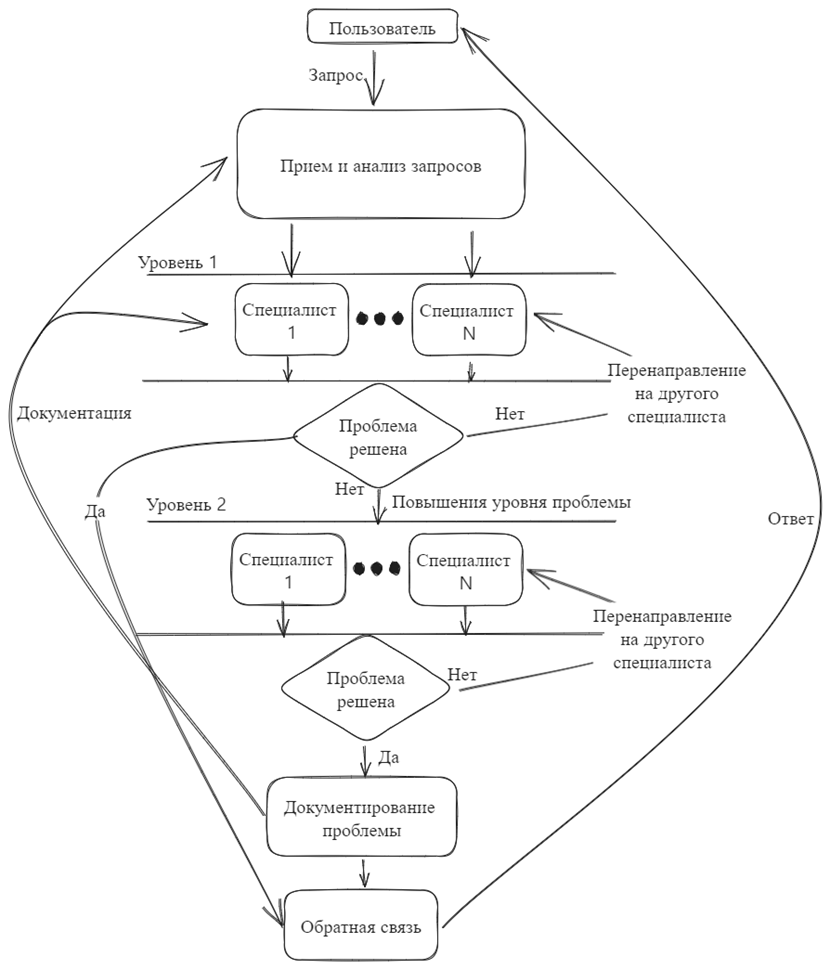 Пользователь
Запрос
Прием и анализ запросов
Уровень 1
Специалист
1
Специалист
N
Перенаправление
на другого
специалиста
Документация
Проблема
решена
Нет
Нет
Да
Уровень 2
Повышения уровня проблемы
Ответ
Специалист
1
Специалист
N
Перенаправление
на другого
специалиста
Проблема
решена
Нет
Да
Документирование
проблемы
Обратная связь